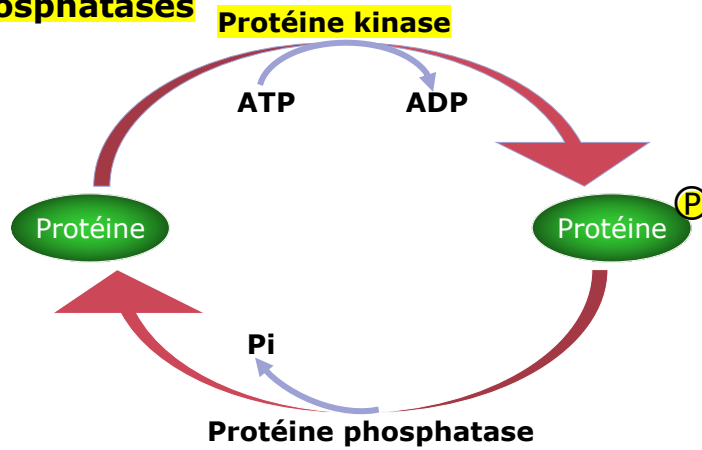 osphatases
Protéine kinase
ATP
ADP
Protéine
Protéine
P
Pi
Protéine phosphatase